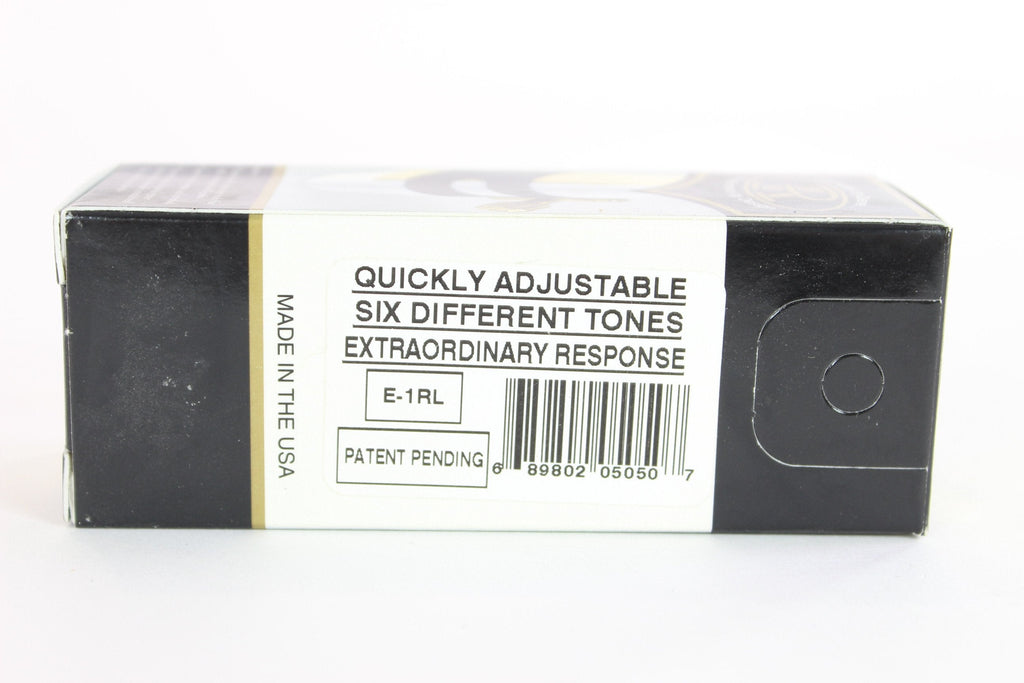 MADE IN THE USA
QUICKLY ADJUSTABLE
SIX DIFFERENT TONES
EXTRAORDINARY RESPONSE
E-1RL
PATENT PENDING
6 89802 05050 7